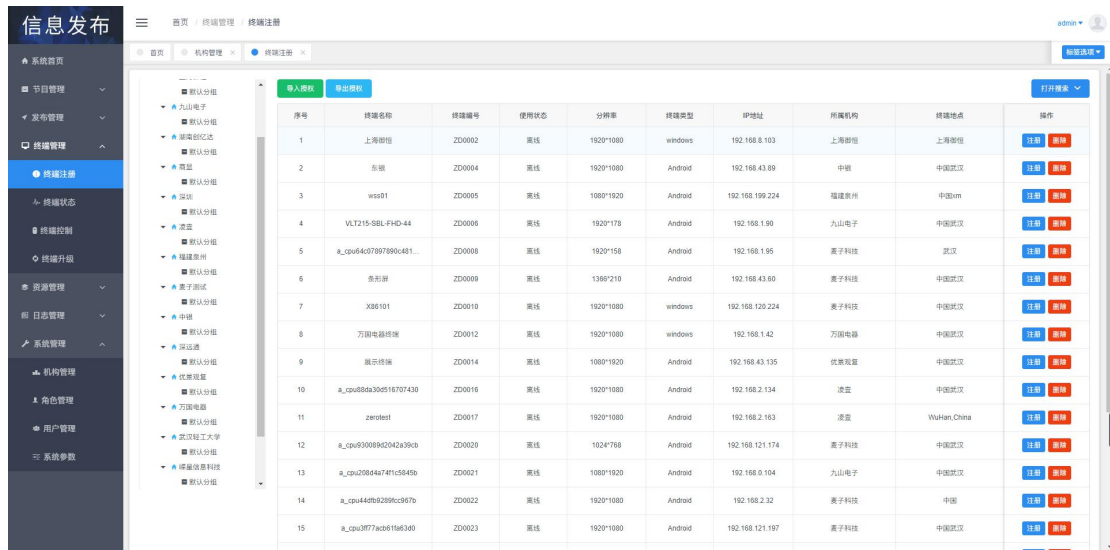 信息发布
首页 / 终端管理 / 终端注册
admin
首页 机构管理 × 终端注册 ×
标签选项
系统首页
节目管理
发布管理
终端管理
终端注册
终端状态
终端控制
终端升级
资源管理
日志管理
系统管理
机构管理
角色管理
用户管理
系统参数
默认分组
九山电子
默认分组
湖南创亿达
默认分组
商显
默认分组
深圳
默认分组
凌壹
默认分组
福建泉州
默认分组
麦子测试
默认分组
中银
默认分组
深远通
默认分组
优景观复
默认分组
万国电器
默认分组
武汉轻工大学
默认分组
嵘星信息科技
默认分组
导入授权 导出授权
打开搜索
序号 终端名称 终端编号 使用状态 分辨率 终端类型 IP地址 所属机构 终端地点 操作
1 上海御恒 ZD0002 离线 1920*1080 windows 192.168.8.103 上海御恒 上海御恒 注册 删除
2 东银 ZD0004 离线 1920*1080 Android 192.168.43.89 中银 中国武汉 注册 删除
3 wss01 ZD0005 离线 1080*1920 Android 192.168.199.224 福建泉州 中国xm 注册 删除
4 VLT215-SBL-FHD-44 ZD0006 离线 1920*178 Android 192.168.1.90 九山电子 中国武汉 注册 删除
5 a_cpu64c07897890c481... ZD0008 离线 1920*158 Android 192.168.1.95 麦子科技 武汉 注册 删除
6 条形屏 ZD0009 离线 1366*210 Android 192.168.43.60 麦子科技 中国武汉 注册 删除
7 X86101 ZD0010 离线 1920*1080 windows 192.168.120.224 麦子科技 中国武汉 注册 删除
8 万国电器终端 ZD0012 离线 1920*1080 windows 192.168.1.42 万国电器 中国武汉 注册 删除
9 展示终端 ZD0014 离线 1080*1920 Android 192.168.43.135 优景观复 中国武汉 注册 删除
10 a_cpu88da30d516707430 ZD0016 离线 1920*1080 Android 192.168.2.134 凌壹 中国武汉 注册 删除
11 zerotest ZD0017 离线 1920*1080 Android 192.168.2.163 凌壹 WuHan,China 注册 删除
12 a_cpu930089d2042a39cb ZD0020 离线 1024*768 Android 192.168.121.174 麦子科技 中国武汉 注册 删除
13 a_cpu208d4a74f1c5845b ZD0021 离线 1080*1920 Android 192.168.0.104 九山电子 中国武汉 注册 删除
14 a_cpu44dfb9289fcc967b ZD0022 离线 1920*1080 Android 192.168.2.32 麦子科技 中国 注册 删除
15 a_cpu3ff77acb61fa63d0 ZD0023 离线 1920*1080 Android 192.168.121.197 麦子科技 中国武汉 注册 删除